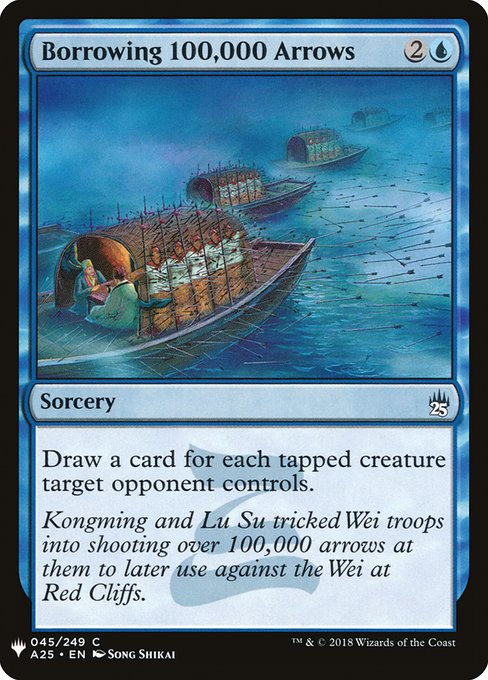 Borrowing 100,000 Arrows 2
Sorcery
25
Draw a card for each tapped creature
target opponent controls.
Kongming and Lu Su tricked Wei troops
into shooting over 100,000 arrows at
them to later use against the Wei at
Red Cliffs.
045/249 C
A25 • EN Song Shikai
™ & © 2018 Wizards of the Coast